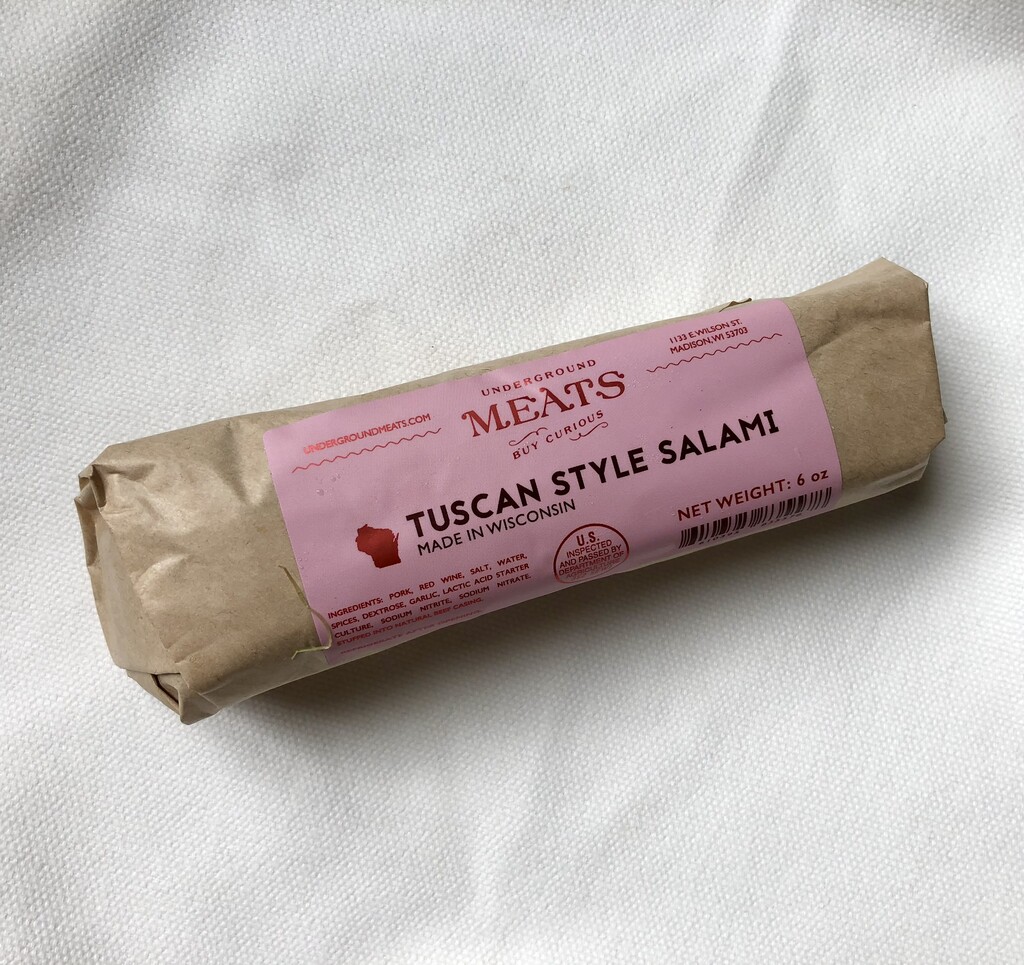 UNDERGROUNDMEATS.COM
UNDERGROUND
MEATS
BUY CURIOUS
1133 E.WILSON ST.
MADISON,WI 53703
TUSCAN STYLE SALAMI
MADE IN WISCONSIN
NET WEIGHT: 6 oz
U.S.
INSPECTED
AND PASSED BY
DEPARTMENT OF
AGRICULTURE
INGREDIENTS: PORK, RED WINE, SALT, WATER,
SPICES, DEXTROSE, GARLIC, LACTIC ACID STARTER
CULTURE, SODIUM NITRITE, SODIUM NITRATE.
STUFFED INTO NATURAL BEEF CASING.